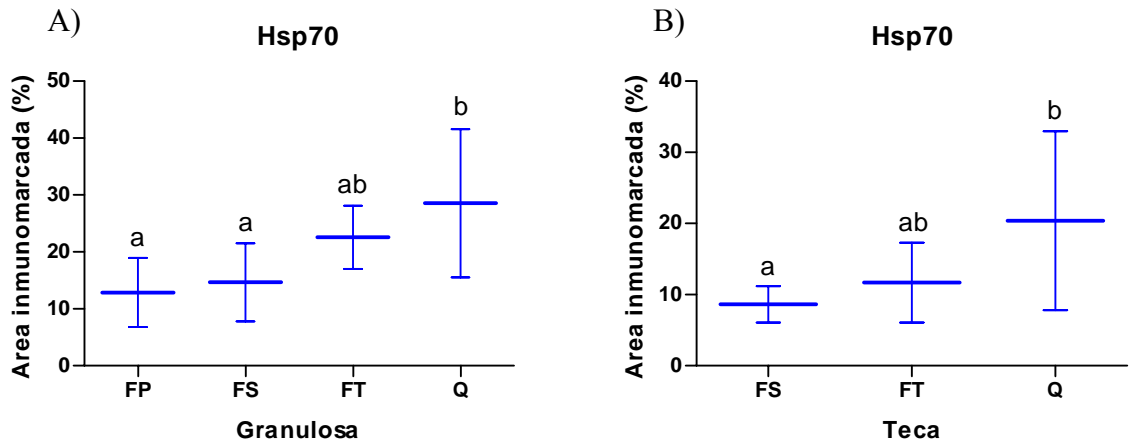 A)
Hsp70
Area inmunomarcada (%)
50
40
30
20
10
0
a
a
ab
b
FP FS FT Q
Granulosa
B)
Hsp70
Area inmunomarcada (%)
40
30
20
10
0
a
ab
b
FS FT Q
Teca